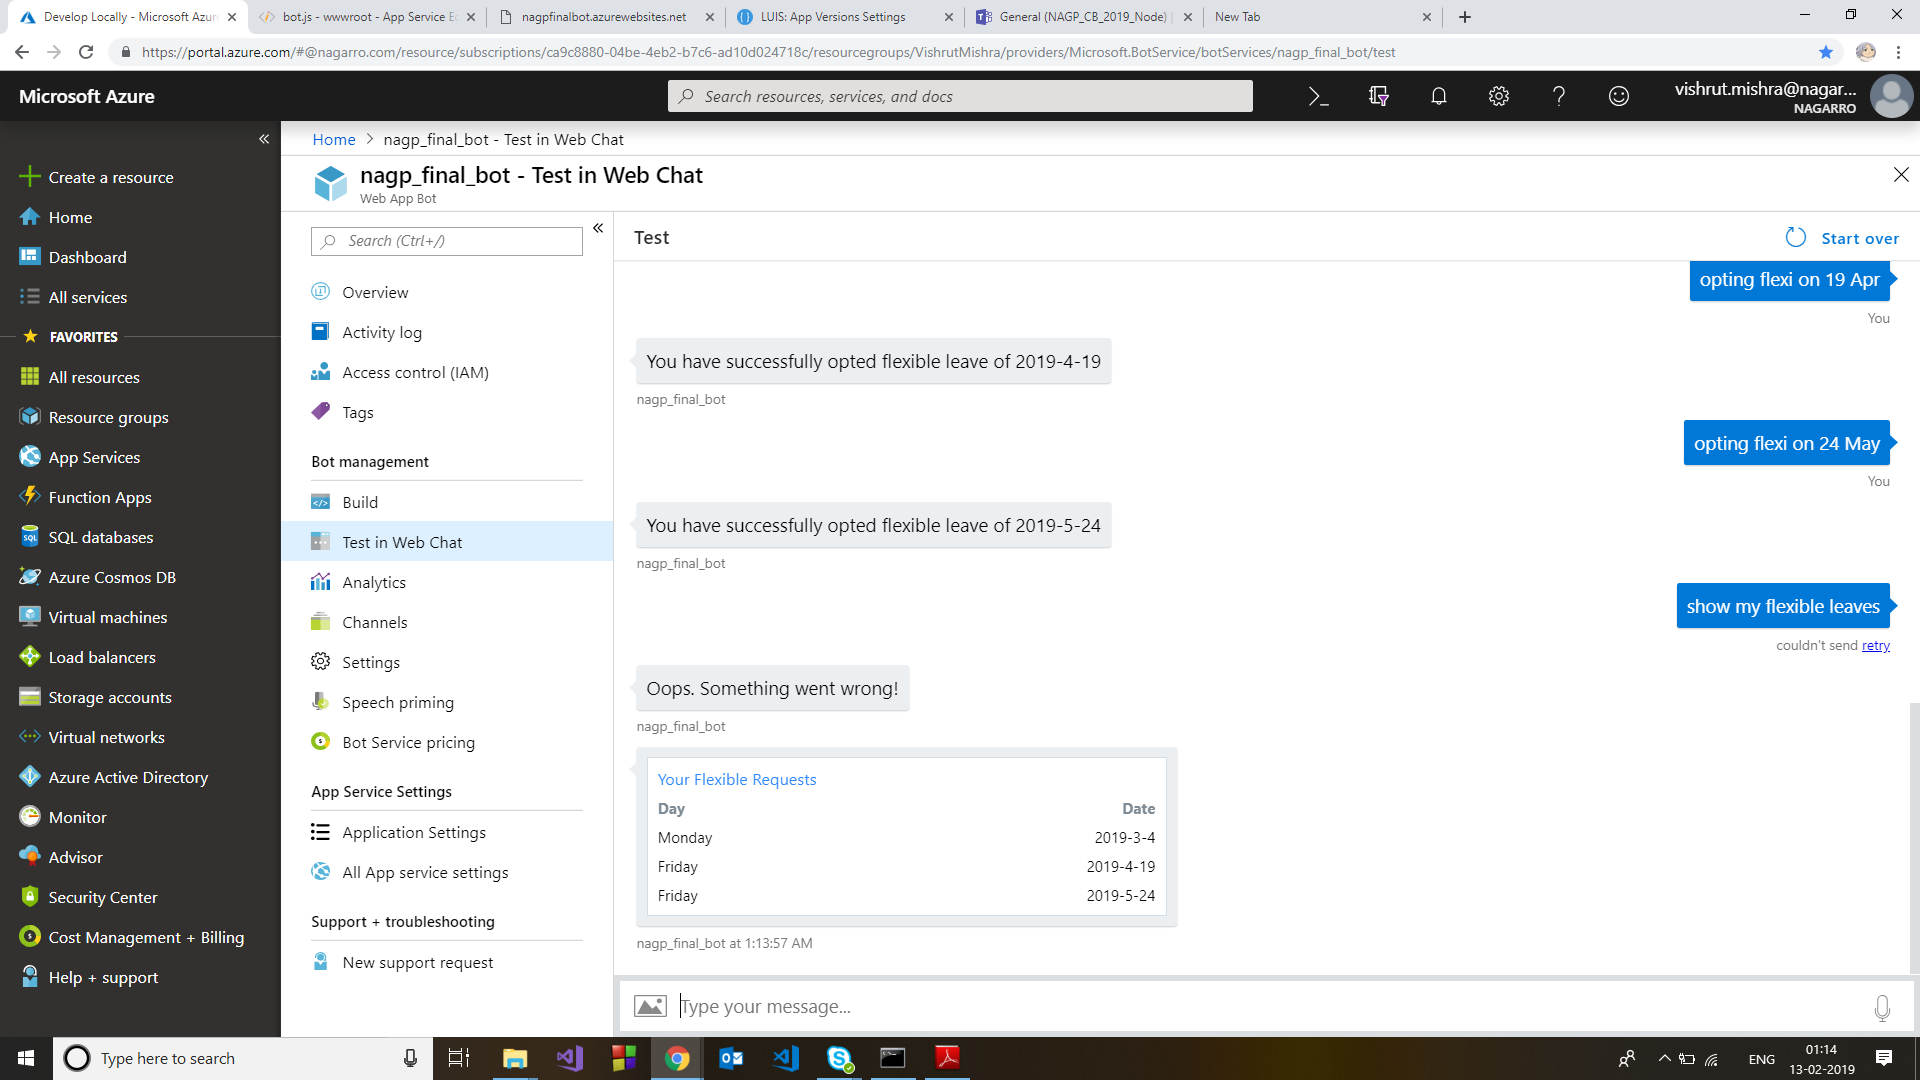 Develop Locally - Microsoft Azur
bot.js - wwwroot - App Service Ec
nagpfinalbot.azurewebsites.net
LUIS: App Versions Settings
General (NAGP_CB_2019_Node) |
New Tab
https://portal.azure.com/#@nagarro.com/resource/subscriptions/ca9c8880-04be-4eb2-b7c6-ad10d024718c/resourcegroups/VishrutMishra/providers/Microsoft.BotService/botServices/nagp_final_bot/test
Microsoft Azure
Search resources, services, and docs
vishrut.mishra@nagar...
NAGARRO
Create a resource
Home
Dashboard
All services
FAVORITES
All resources
Resource groups
App Services
Function Apps
SQL databases
Azure Cosmos DB
Virtual machines
Load balancers
Storage accounts
Virtual networks
Azure Active Directory
Monitor
Advisor
Security Center
Cost Management + Billing
Help + support
Home > nagp_final_bot - Test in Web Chat
nagp_final_bot - Test in Web Chat
Web App Bot
Search (Ctrl+/)
Overview
Activity log
Access control (IAM)
Tags
Bot management
Build
Test in Web Chat
Analytics
Channels
Settings
Speech priming
Bot Service pricing
App Service Settings
Application Settings
All App service settings
Support + troubleshooting
New support request
Test
Start over
opting flexi on 19 Apr
You
You have successfully opted flexible leave of 2019-4-19
nagp_final_bot
opting flexi on 24 May
You
You have successfully opted flexible leave of 2019-5-24
nagp_final_bot
show my flexible leaves
couldn't send retry
Oops. Something went wrong!
nagp_final_bot
Your Flexible Requests
Day Date
Monday 2019-3-4
Friday 2019-4-19
Friday 2019-5-24
nagp_final_bot at 1:13:57 AM
Type your message...
Type here to search
ENG
01:14
13-02-2019